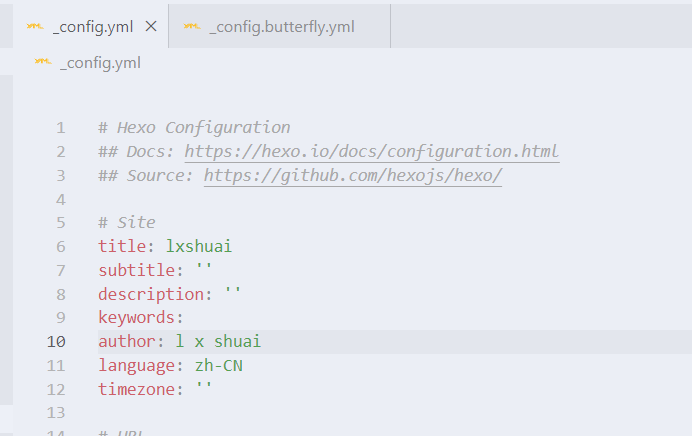 _config.yml
_config.butterfly.yml
_config.yml
1 # Hexo Configuration
2 ## Docs: https://hexo.io/docs/configuration.html
3 ## Source: https://github.com/hexojs/hexo/
4
5 # Site
6 title: lxshuai
7 subtitle: ''
8 description: ''
9 keywords:
10 author: l x shuai
11 language: zh-CN
12 timezone: ''
13
14 # URL